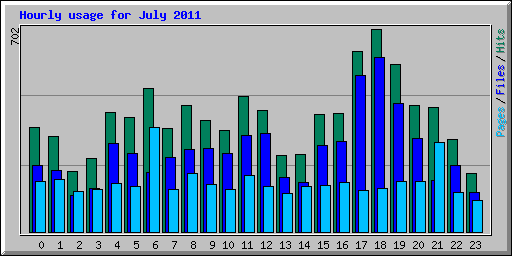 Hourly usage for July 2011
702
Pages / Files / Hits
0 1 2 3 4 5 6 7 8 9 10 11 12 13 14 15 16 17 18 19 20 21 22 23